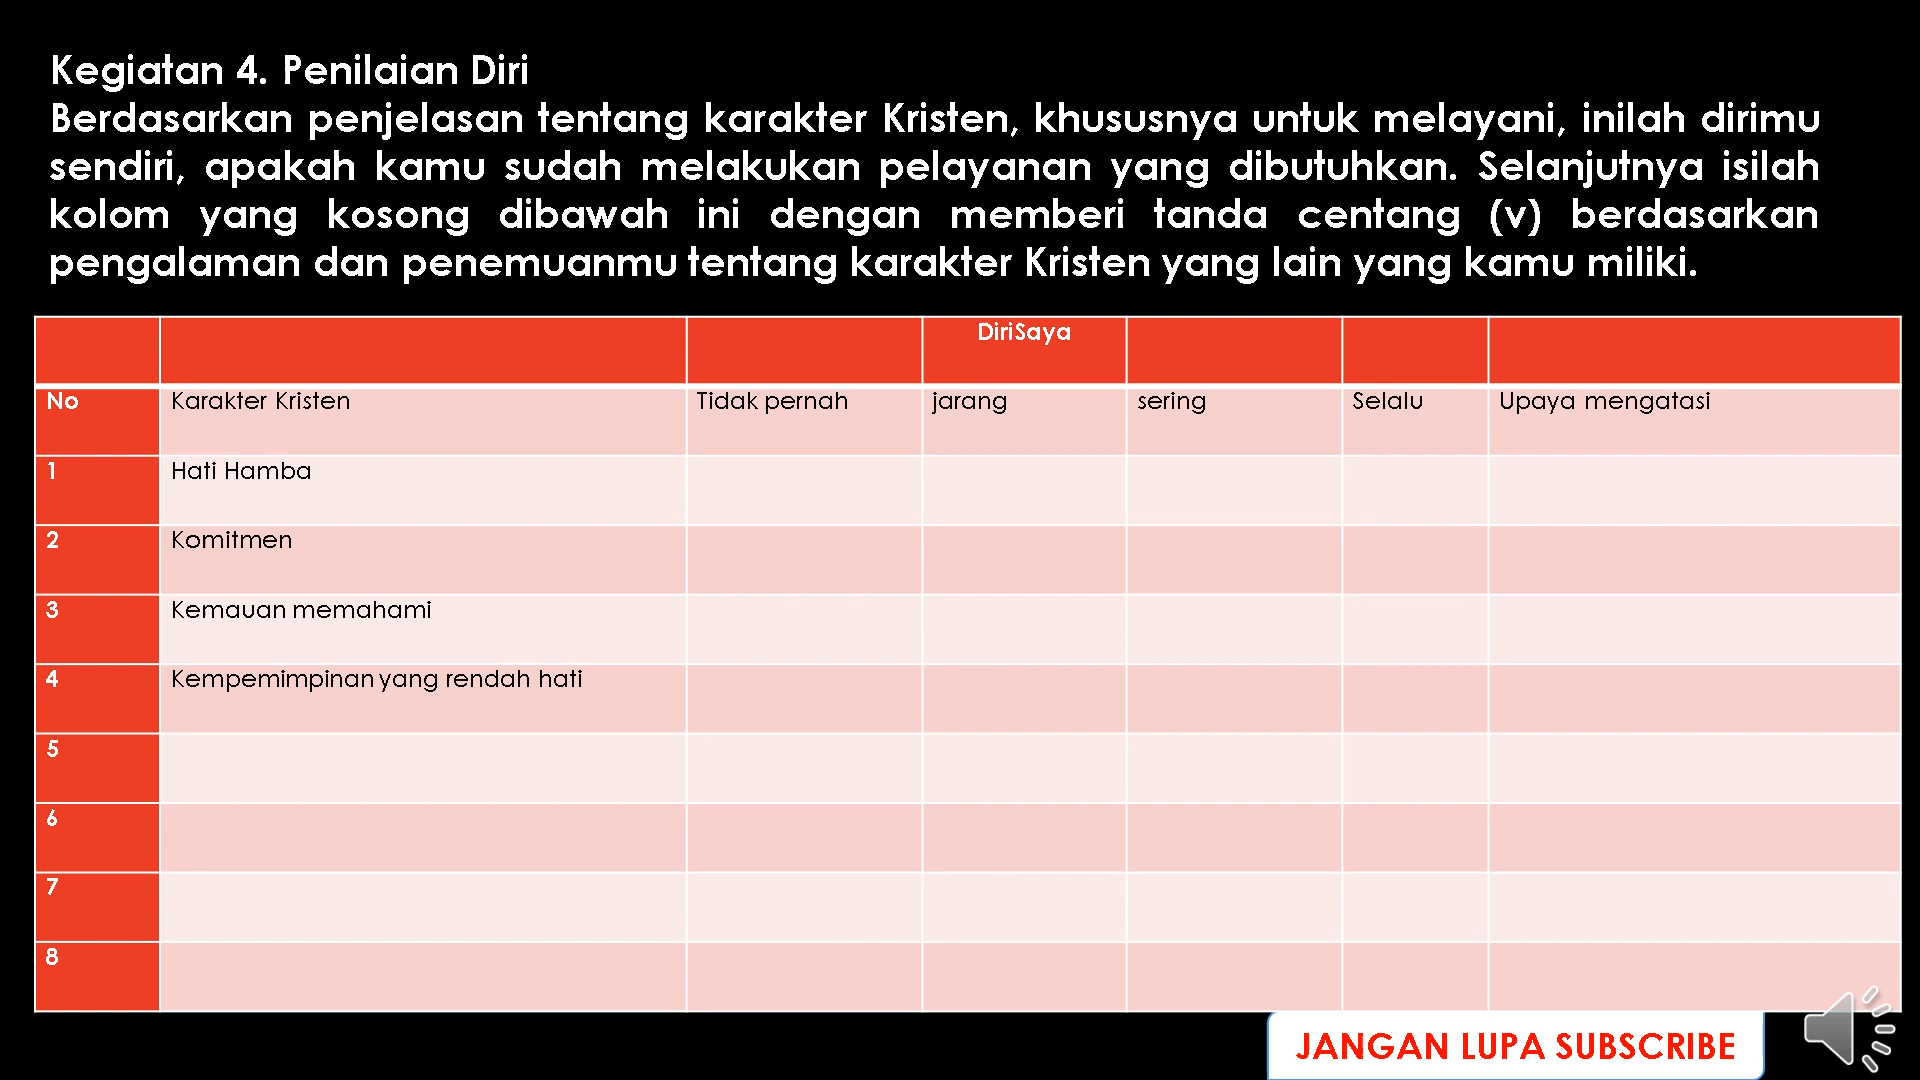 Kegiatan 4. Penilaian Diri
Berdasarkan penjelasan tentang karakter Kristen, khususnya untuk melayani, inilah dirimu
sendiri, apakah kamu sudah melakukan pelayanan yang dibutuhkan. Selanjutnya isilah
kolom yang kosong dibawah ini dengan memberi tanda centang (v) berdasarkan
pengalaman dan penemuanmu tentang karakter Kristen yang lain yang kamu miliki.
DiriSaya
No Karakter Kristen Tidak pernah jarang sering Selalu Upaya mengatasi
1 Hati Hamba
2 Komitmen
3 Kemauan memahami
4 Kempemimpinan yang rendah hati
5
6
7
8
JANGAN LUPA SUBSCRIBE